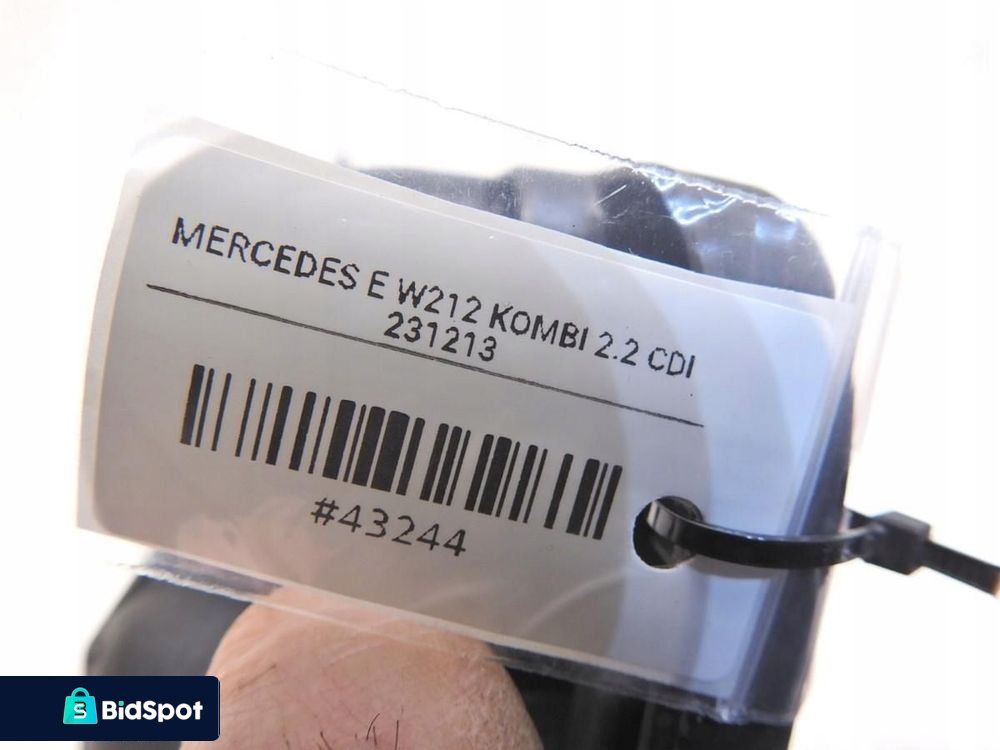 MERCEDES E W212 KOMBI 2.2 CDI
231213
#43244
BidSpot